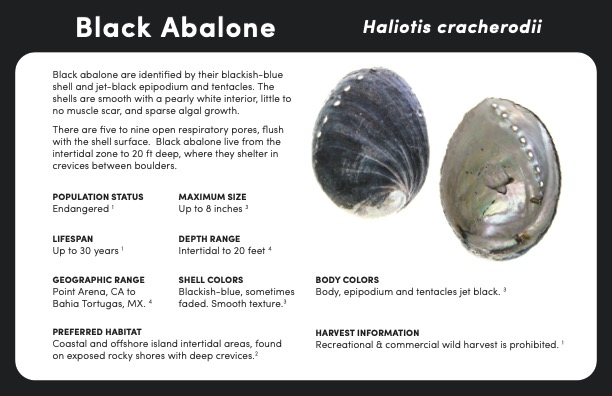 Black Abalone
Haliotis cracherodii
Black abalone are identified by their blackish-blue
shell and jet-black epipodium and tentacles. The
shells are smooth with a pearly white interior, little to
no muscle scar, and sparse algal growth.
There are five to nine open respiratory pores, flush
with the shell surface. Black abalone live from the
intertidal zone to 20 ft deep, where they shelter in
crevices between boulders.
POPULATION STATUS
Endangered ¹
MAXIMUM SIZE
Up to 8 inches ³
LIFESPAN
Up to 30 years ¹
DEPTH RANGE
Intertidal to 20 feet ⁴
GEOGRAPHIC RANGE
Point Arena, CA to
Bahia Tortugas, MX. ⁴
SHELL COLORS
Blackish-blue, sometimes
faded. Smooth texture.³
BODY COLORS
Body, epipodium and tentacles jet black. ³
PREFERRED HABITAT
Coastal and offshore island intertidal areas, found
on exposed rocky shores with deep crevices.²
HARVEST INFORMATION
Recreational & commercial wild harvest is prohibited. ¹